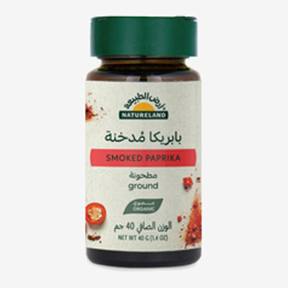 أرض الطبيعة
NATURELAND
بابريكا مُدخنة
SMOKED PAPRIKA
مطحونة
ground
عضوي
ORGANIC
الوزن الصافي 40 جم
NET WT 40 G (1.4 OZ)